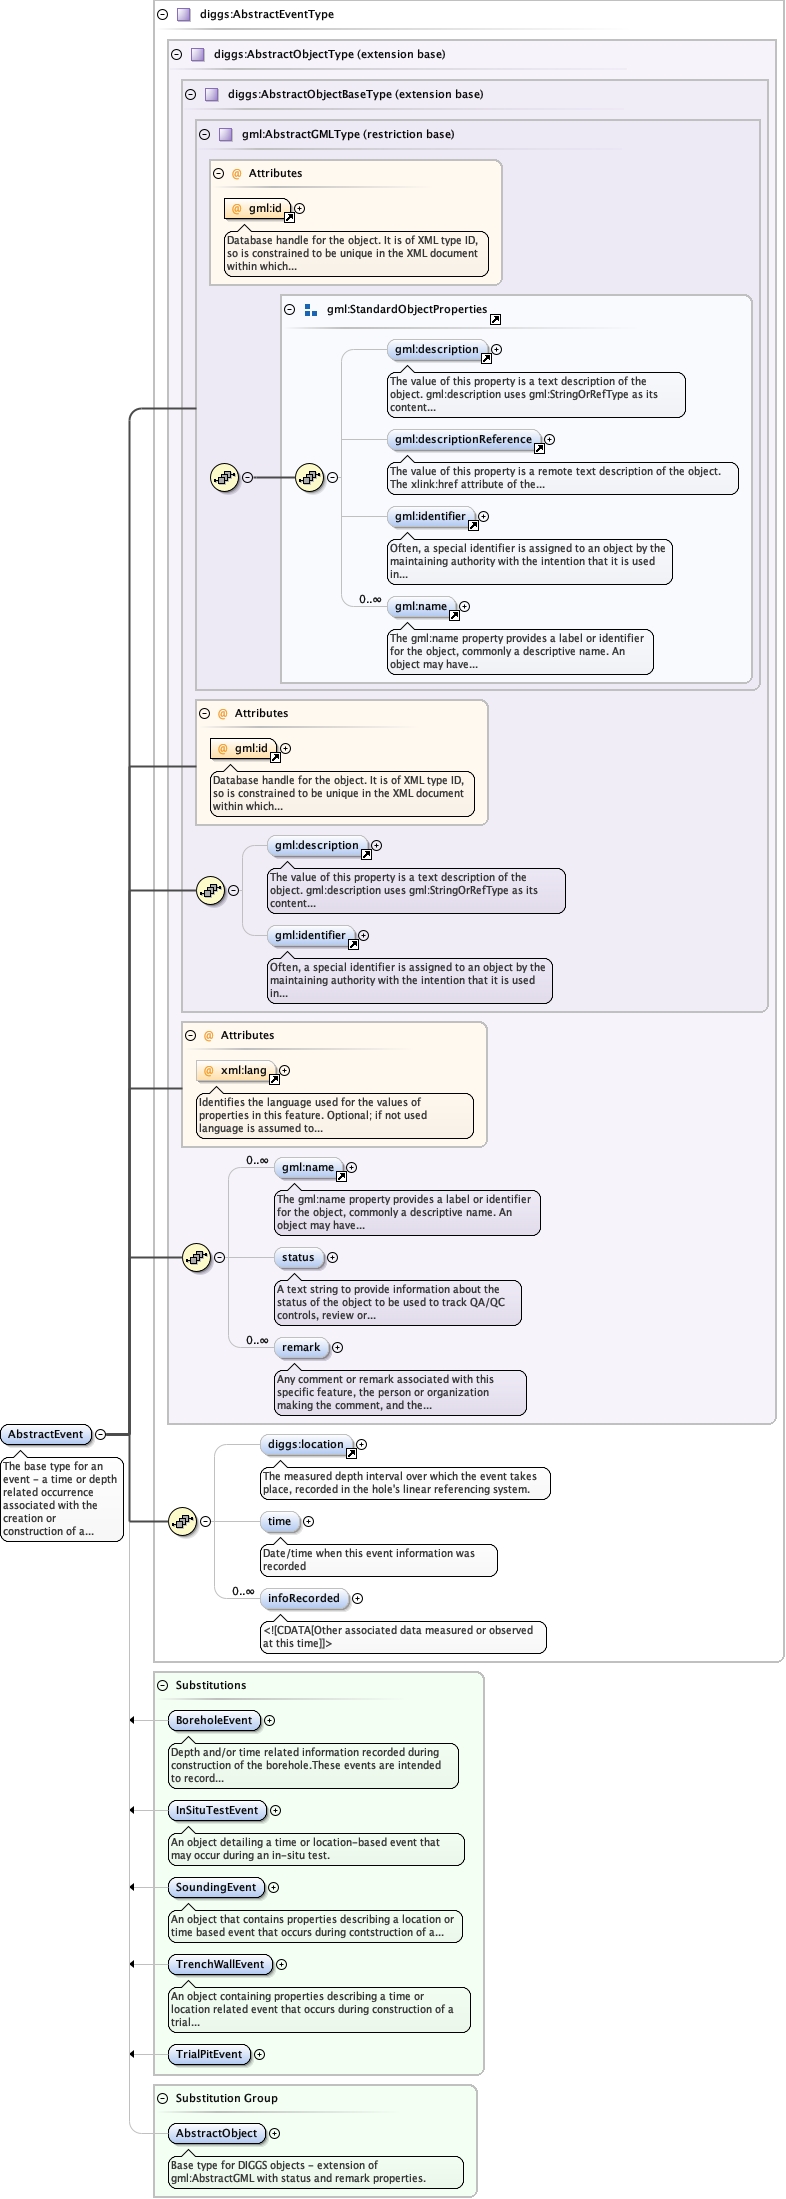 diggs:AbstractEventType
diggs:AbstractObjectType (extension base)
diggs:AbstractObjectBaseType (extension base)
gml:AbstractGMLType (restriction base)
@ Attributes
@ gml:id
Database handle for the object. It is of XML type ID,
so is constrained to be unique in the XML document
within which...
gml:StandardObjectProperties
gml:description
The value of this property is a text description of the
object. gml:description uses gml:StringOrRefType as its
content...
gml:descriptionReference
The value of this property is a remote text description of the object.
The xlink:href attribute of the...
gml:identifier
Often, a special identifier is assigned to an object by the
maintaining authority with the intention that it is used
in...
0..∞
gml:name
The gml:name property provides a label or identifier
for the object, commonly a descriptive name. An
object may have...
@ Attributes
@ gml:id
Database handle for the object. It is of XML type ID,
so is constrained to be unique in the XML document
within which...
gml:description
The value of this property is a text description of the
object. gml:description uses gml:StringOrRefType as its
content...
gml:identifier
Often, a special identifier is assigned to an object by the
maintaining authority with the intention that it is used
in...
@ Attributes
@ xml:lang
Identifies the language used for the values of
properties in this feature. Optional; if not used
language is assumed to...
0..∞
gml:name
The gml:name property provides a label or identifier
for the object, commonly a descriptive name. An
object may have...
status
A text string to provide information about the
status of the object to be used to track QA/QC
controls, review or...
0..∞
remark
Any comment or remark associated with this
specific feature, the person or organization
making the comment, and the...
AbstractEvent
The base type for an
event - a time or depth
related occurrence
associated with the
creation or
construction of a...
diggs:location
The measured depth interval over which the event takes
place, recorded in the hole's linear referencing system.
time
Date/time when this event information was
recorded
0..∞
infoRecorded
<![CDATA[Other associated data measured or observed
at this time]]>
Substitutions
BoreholeEvent
Depth and/or time related information recorded during
construction of the borehole.These events are intended
to record...
InSituTestEvent
An object detailing a time or location-based event that
may occur during an in-situ test.
SoundingEvent
An object that contains properties describing a location or
time based event that occurs during contstruction of a...
TrenchWallEvent
An object containing properties describing a time or
location related event that occurs during construction of a
trial...
TrialPitEvent
Substitution Group
AbstractObject
Base type for DIGGS objects - extension of
gml:AbstractGML with status and remark properties.